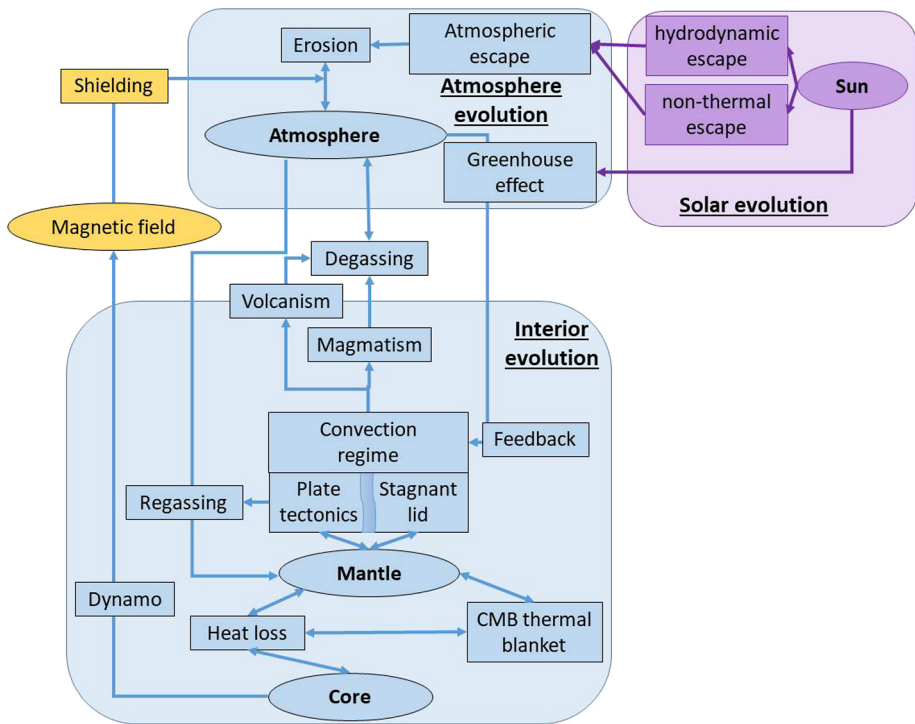 Erosion
Atmospheric
escape
hydrodynamic
escape
Sun
Shielding
Atmosphere
evolution
non-thermal
escape
Atmosphere
Greenhouse
effect
Solar evolution
Magnetic field
Degassing
Volcanism
Interior
evolution
Magmatism
Convection
regime
Feedback
Plate
tectonics
Stagnant
lid
Regassing
Mantle
Dynamo
Heat loss
CMB thermal
blanket
Core